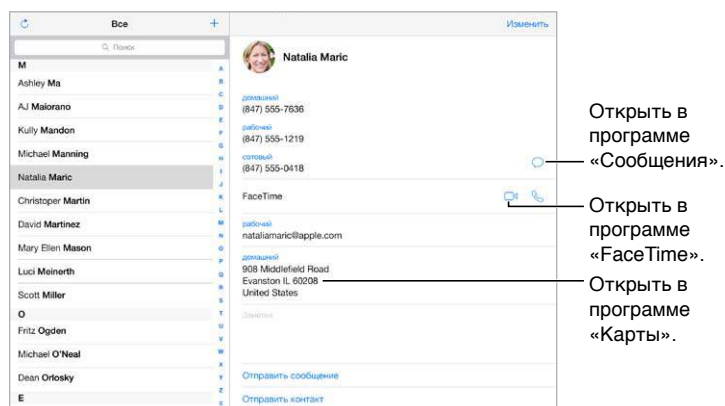 Все +
Изменить
Поиск
M
Ashley Ma
AJ Maiorano
Kully Mandon
Michael Manning
Natalia Maric
Christoper Martin
David Martinez
Mary Ellen Mason
Luci Meinerth
Scott Miller
O
Fritz Ogden
Michael O'Neal
Dean Orlosky
E
A
B
C
D
E
F
G
H
I
J
K
L
M
N
O
P
Q
R
S
T
U
V
W
X
Y
Z
Natalia Maric
домашний
(847) 555-7636
рабочий
(847) 555-1219
сотовый
(847) 555-0418
FaceTime
рабочий
nataliamaric@apple.com
домашний
908 Middlefield Road
Evanston IL 60208
United States
Заметки
Отправить сообщение
Отправить контакт
Открыть в
программе
«Сообщения».
Открыть в
программе
«FaceTime».
Открыть в
программе
«Карты».